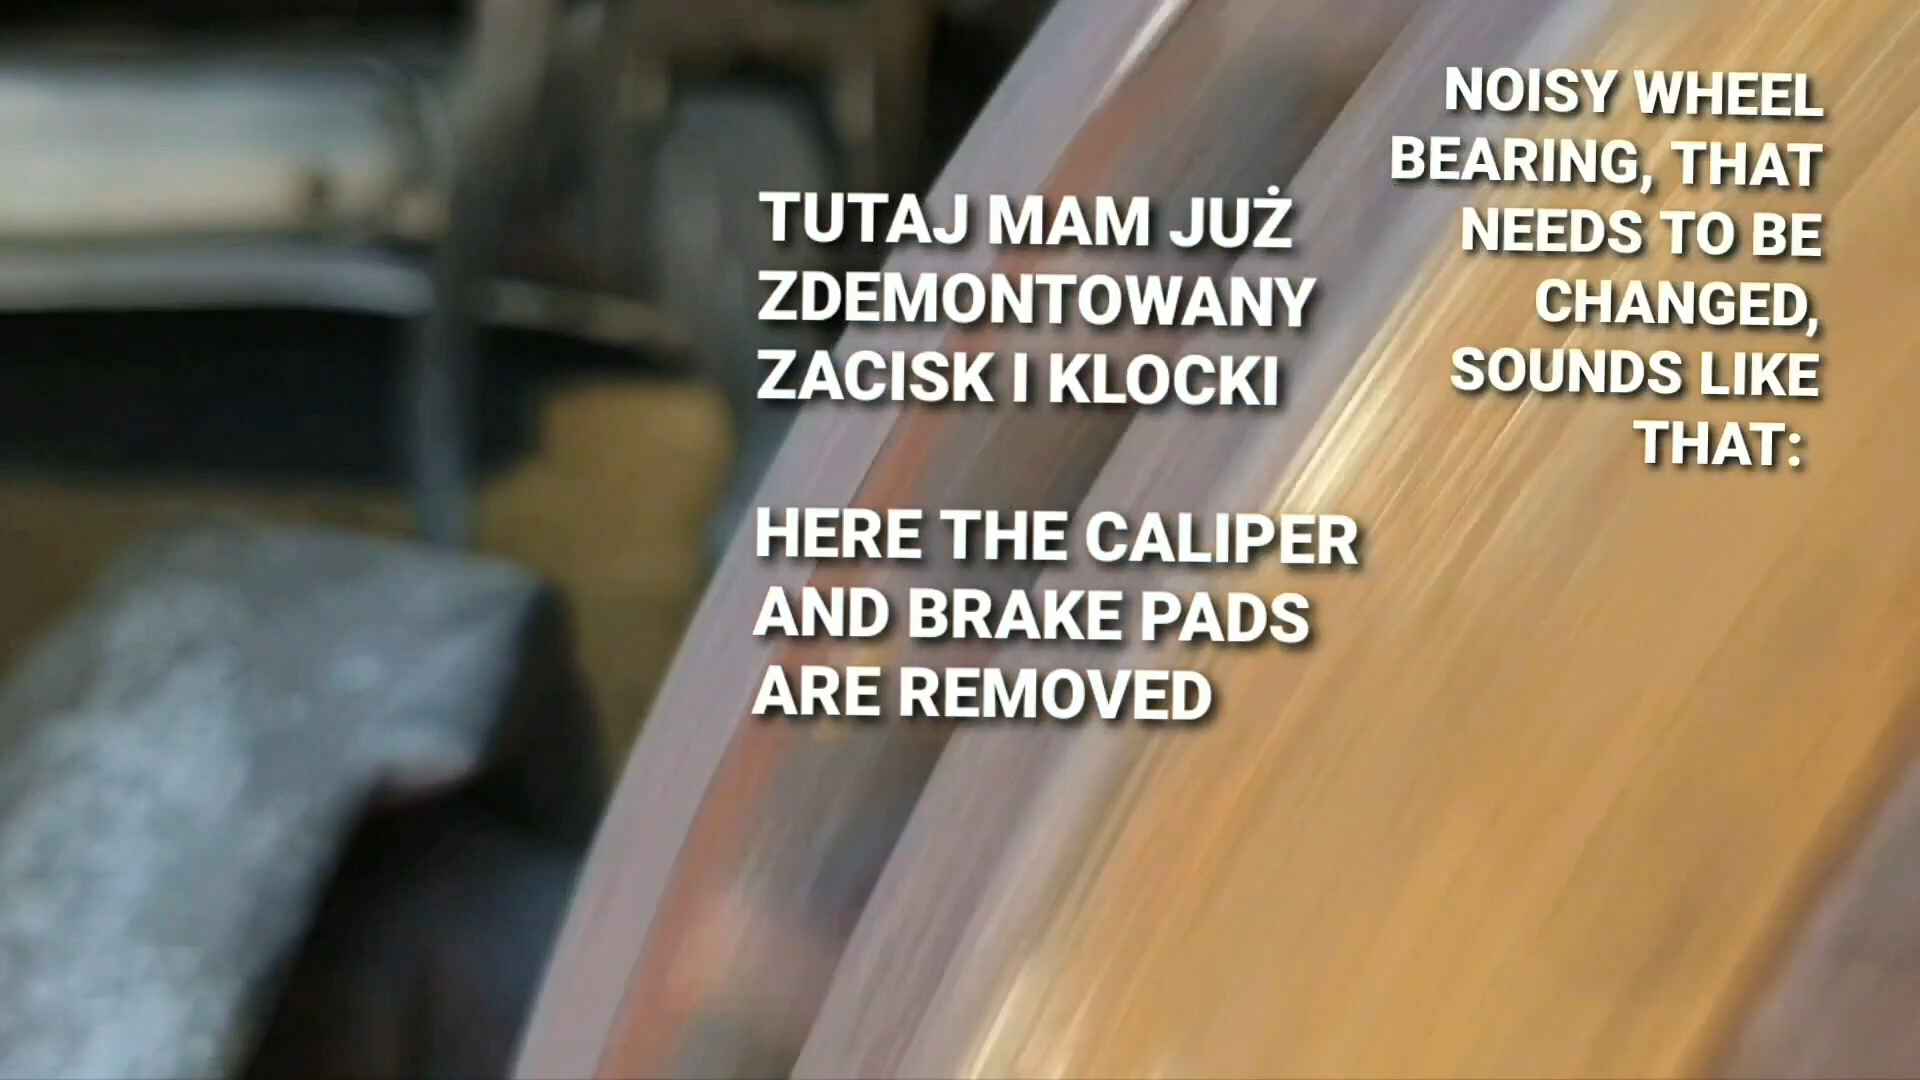 TUTAJ MAM JUŻ
ZDEMONTOWANY
ZACISK I KLOCKI
HERE THE CALIPER
AND BRAKE PADS
ARE REMOVED
NOISY WHEEL
BEARING, THAT
NEEDS TO BE
CHANGED,
SOUNDS LIKE
THAT: